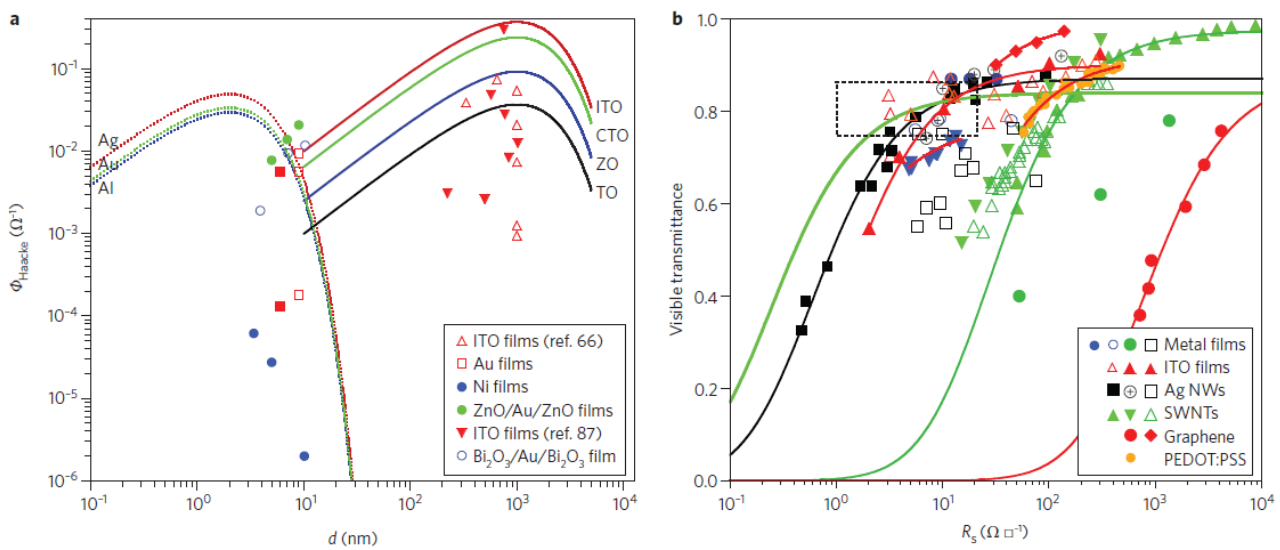 a
Φ_Haacke (Ω⁻¹)
10⁻¹
10⁻²
10⁻³
10⁻⁴
10⁻⁵
10⁻⁶
Ag
Au
Al
ITO
CTO
ZO
TO
ITO films (ref. 66)
Au films
Ni films
ZnO/Au/ZnO films
ITO films (ref. 87)
Bi₂O₃/Au/Bi₂O₃ film
10⁻¹ 10⁰ 10¹ 10² 10³ 10⁴
d (nm)
b
Visible transmittance
1.0
0.8
0.6
0.4
0.2
0.0
Metal films
ITO films
Ag NWs
SWNTs
Graphene
PEDOT:PSS
10⁻¹ 10⁰ 10¹ 10² 10³ 10⁴
Rₛ (Ω □⁻¹)